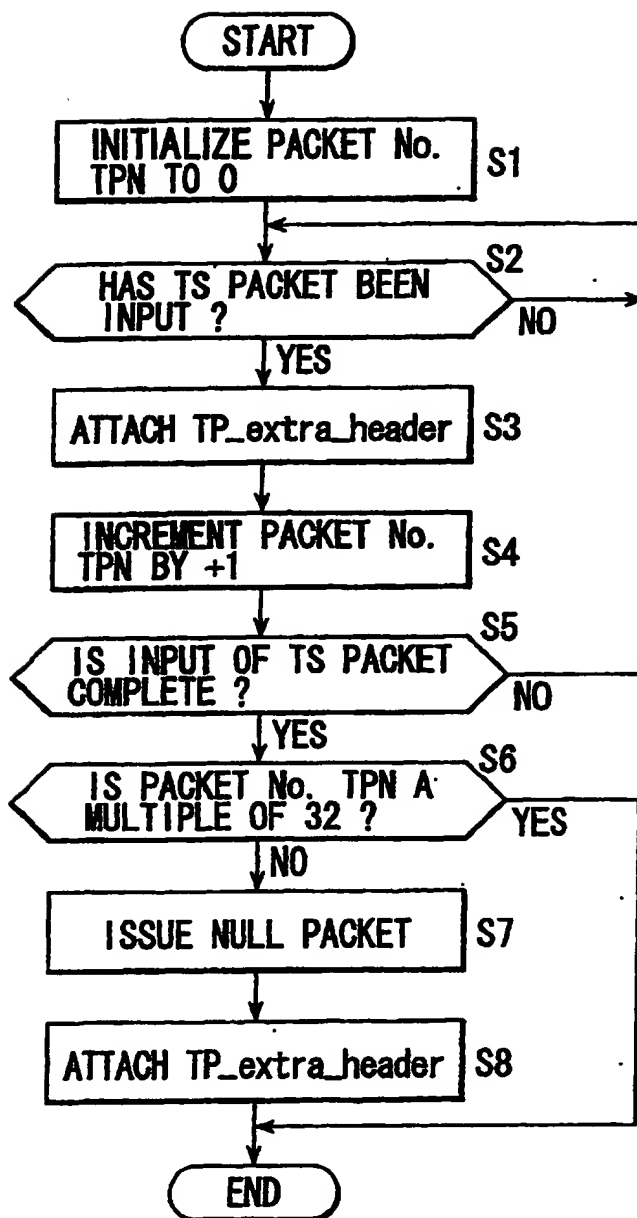 START
INITIALIZE PACKET No.
TPN TO 0
S1
S2
HAS TS PACKET BEEN
INPUT ?
NO
YES
ATTACH TP_extra_header
S3
INCREMENT PACKET No.
TPN BY +1
S4
S5
IS INPUT OF TS PACKET
COMPLETE ?
NO
YES
S6
IS PACKET No. TPN A
MULTIPLE OF 32 ?
YES
NO
ISSUE NULL PACKET
S7
ATTACH TP_extra_header
S8
END